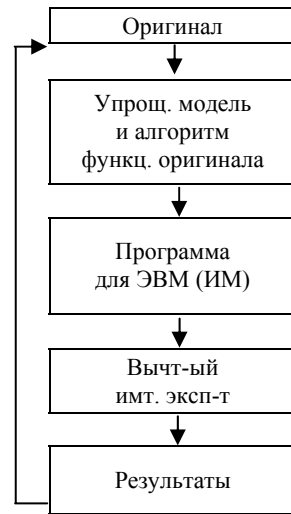 Оригинал
Упрощ. модель
и алгоритм
функц. оригинала
Программа
для ЭВМ (ИМ)
Вычт-ый
имт. эксп-т
Результаты